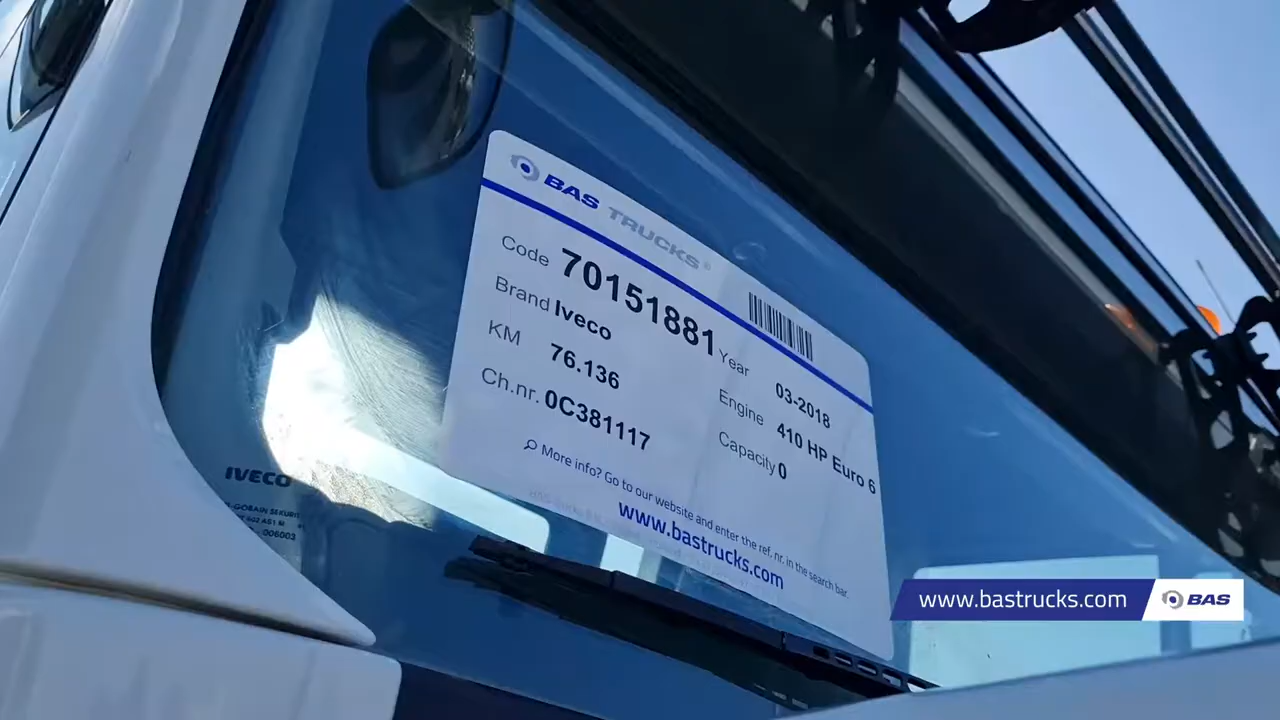 BAS TRUCKS®
Code 70151881
Brand Iveco
KM 76.136
Ch.nr. 0C381117
Year 03-2018
Engine 410 HP Euro 6
Capacity 0
More info? Go to our website and enter the ref. nr. in the search bar.
www.bastrucks.com
IVECO
006003
www.bastrucks.com BAS